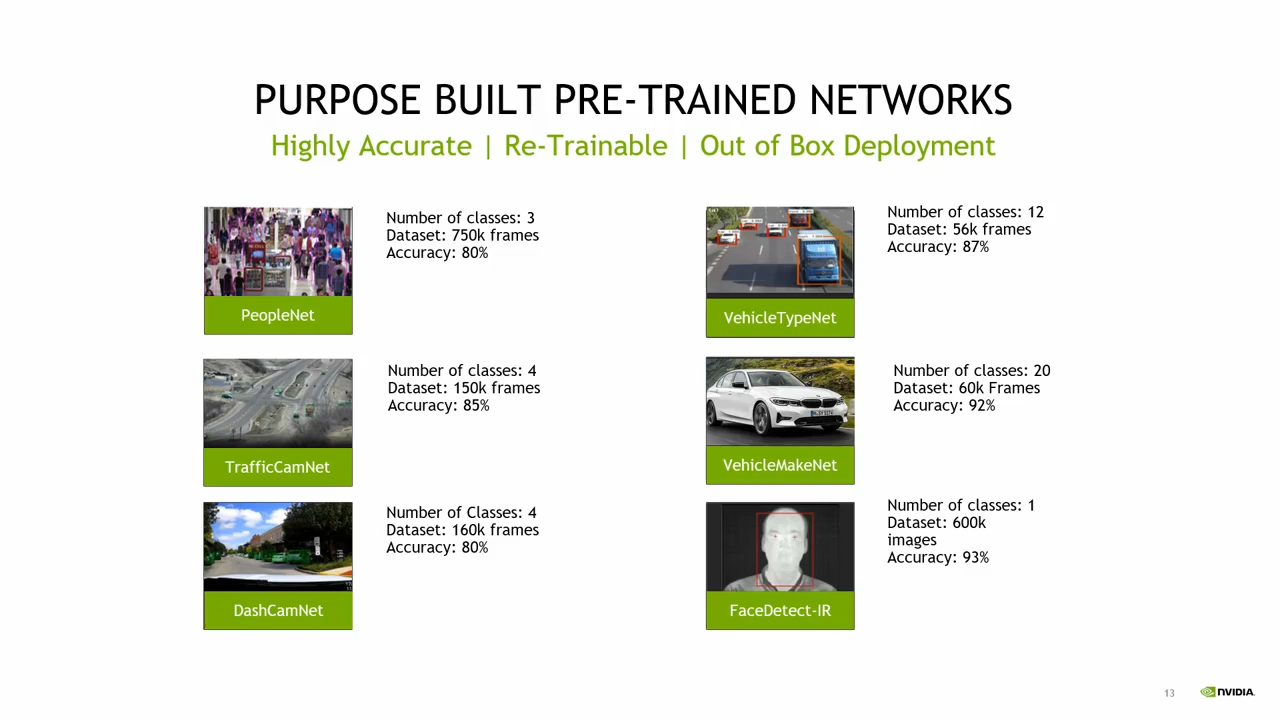 PURPOSE BUILT PRE-TRAINED NETWORKS
Highly Accurate | Re-Trainable | Out of Box Deployment
PeopleNet
Number of classes: 3
Dataset: 750k frames
Accuracy: 80%
VehicleTypeNet
Number of classes: 12
Dataset: 56k frames
Accuracy: 87%
TrafficCamNet
Number of classes: 4
Dataset: 150k frames
Accuracy: 85%
VehicleMakeNet
Number of classes: 20
Dataset: 60k Frames
Accuracy: 92%
DashCamNet
Number of Classes: 4
Dataset: 160k frames
Accuracy: 80%
FaceDetect-IR
Number of classes: 1
Dataset: 600k
images
Accuracy: 93%
13
NVIDIA.